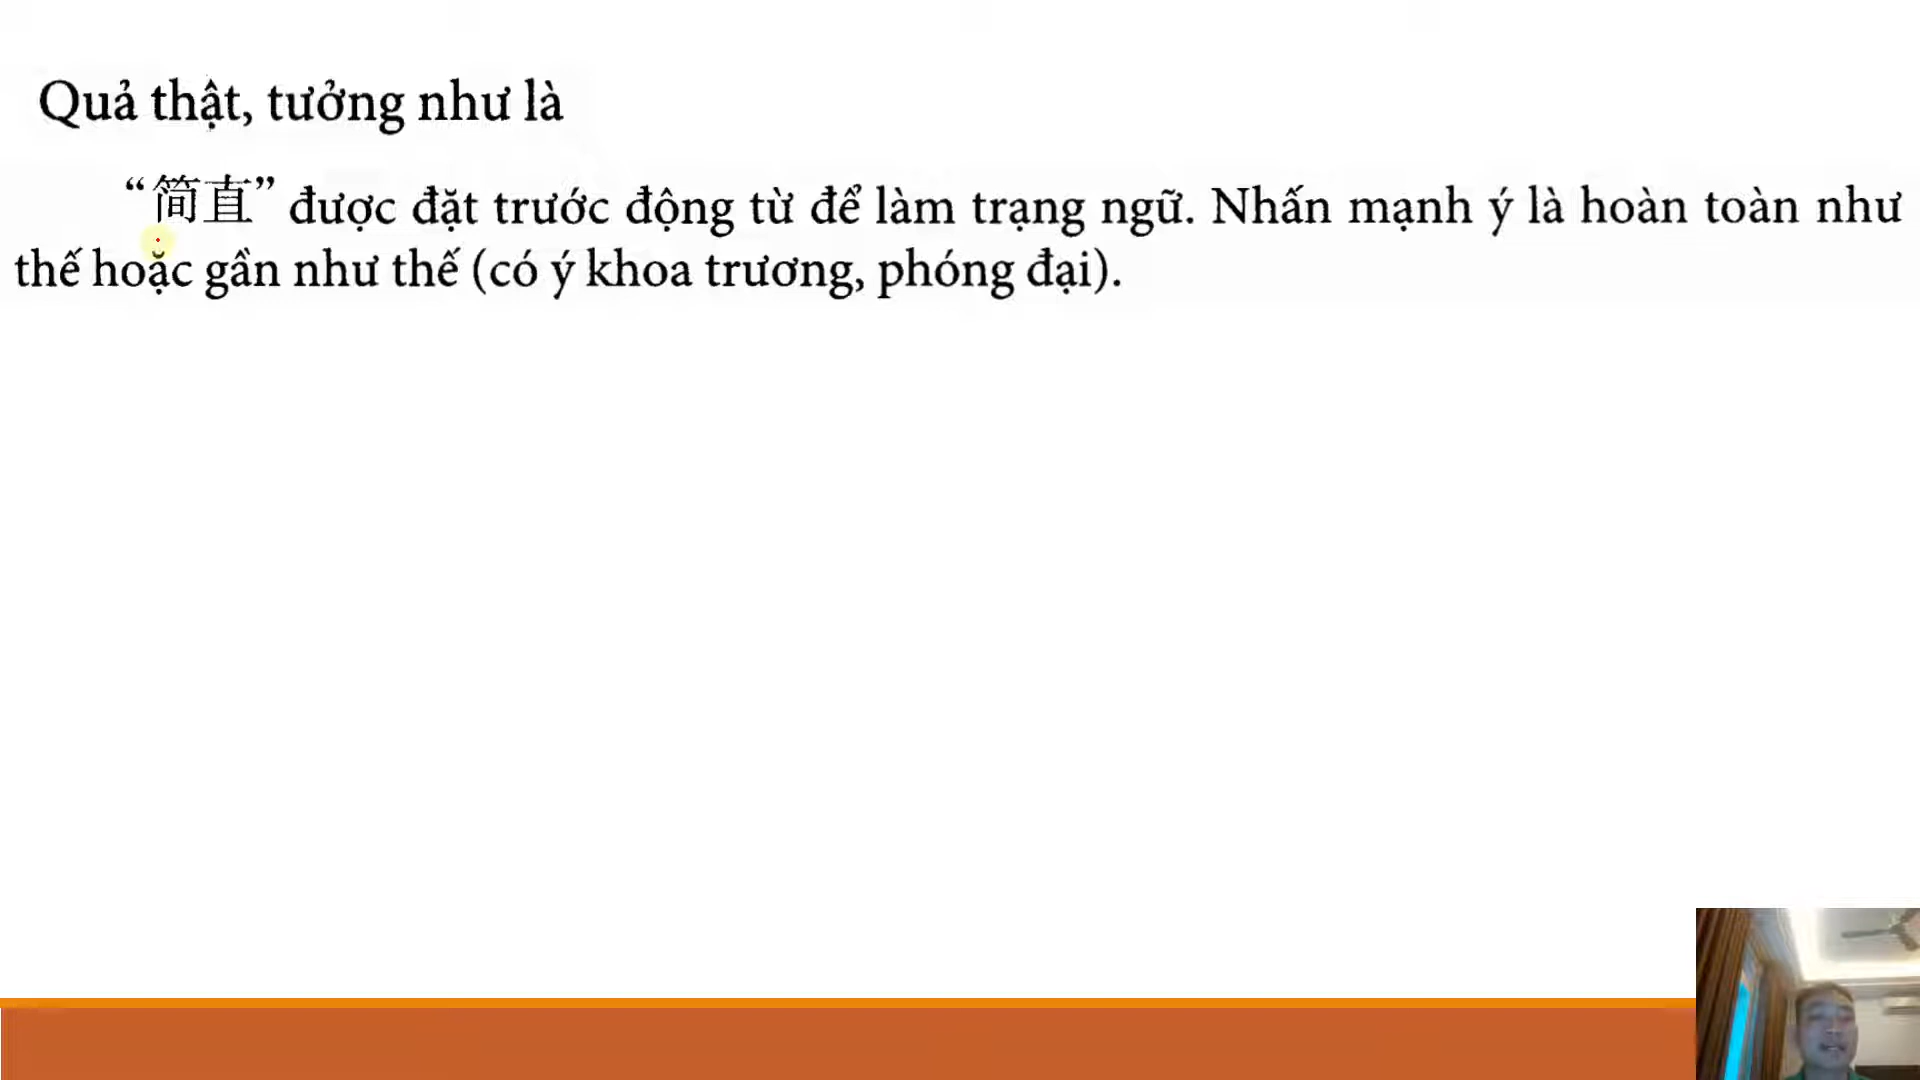 Quả thật, tưởng như là
“简直” được đặt trước động từ để làm trạng ngữ. Nhấn mạnh ý là hoàn toàn như
thế hoặc gần như thế (có ý khoa trương, phóng đại).